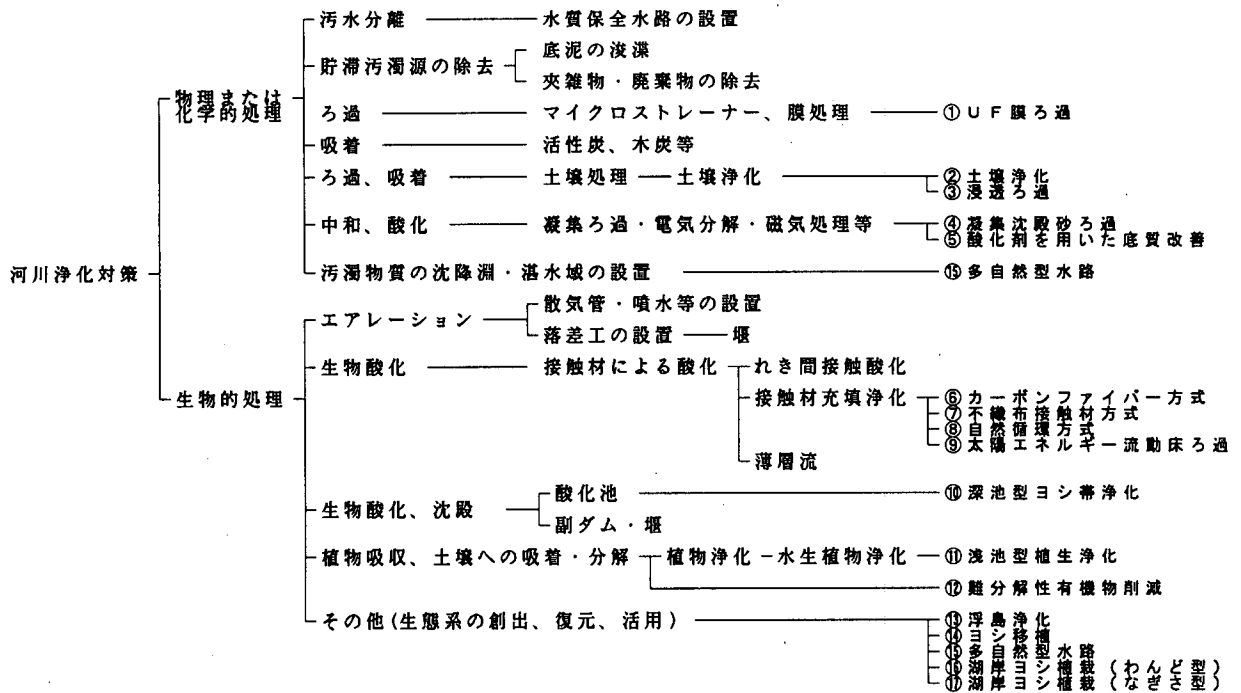 汚水分離 水質保全水路の設置
底泥の浚渫
貯滞汚濁源の除去
夾雑物・廃棄物の除去
物理または
化学的処理
ろ過 マイクロストレーナー、膜処理 ①UF膜ろ過
吸着 活性炭、木炭等
ろ過、吸着 土壌処理 土壌浄化 ②土壌浄化
③浸透ろ過
中和、酸化 凝集ろ過・電気分解・磁気処理等 ④凝集沈殿砂ろ過
⑤酸化剤を用いた底質改善
河川浄化対策
汚濁物質の沈降淵・湛水域の設置 ⑮多自然型水路
散気管・噴水等の設置
エアレーション
落差工の設置 堰
生物酸化 接触材による酸化 れき間接触酸化
生物的処理
接触材充填浄化 ⑥カーボンファイバー方式
⑦不織布接触材方式
⑧自然循環方式
⑨太陽エネルギー流動床ろ過
薄層流
酸化池 ⑩深池型ヨシ帯浄化
生物酸化、沈殿
副ダム・堰
植物吸収、土壌への吸着・分解 植物浄化－水生植物浄化 ⑪浅池型植生浄化
⑫難分解性有機物削減
その他(生態系の創出、復元、活用) ⑬浮島浄化
⑭ヨシ移植
⑮多自然型水路
⑯湖岸ヨシ植栽(わんど型)
⑰湖岸ヨシ植栽(なぎさ型)